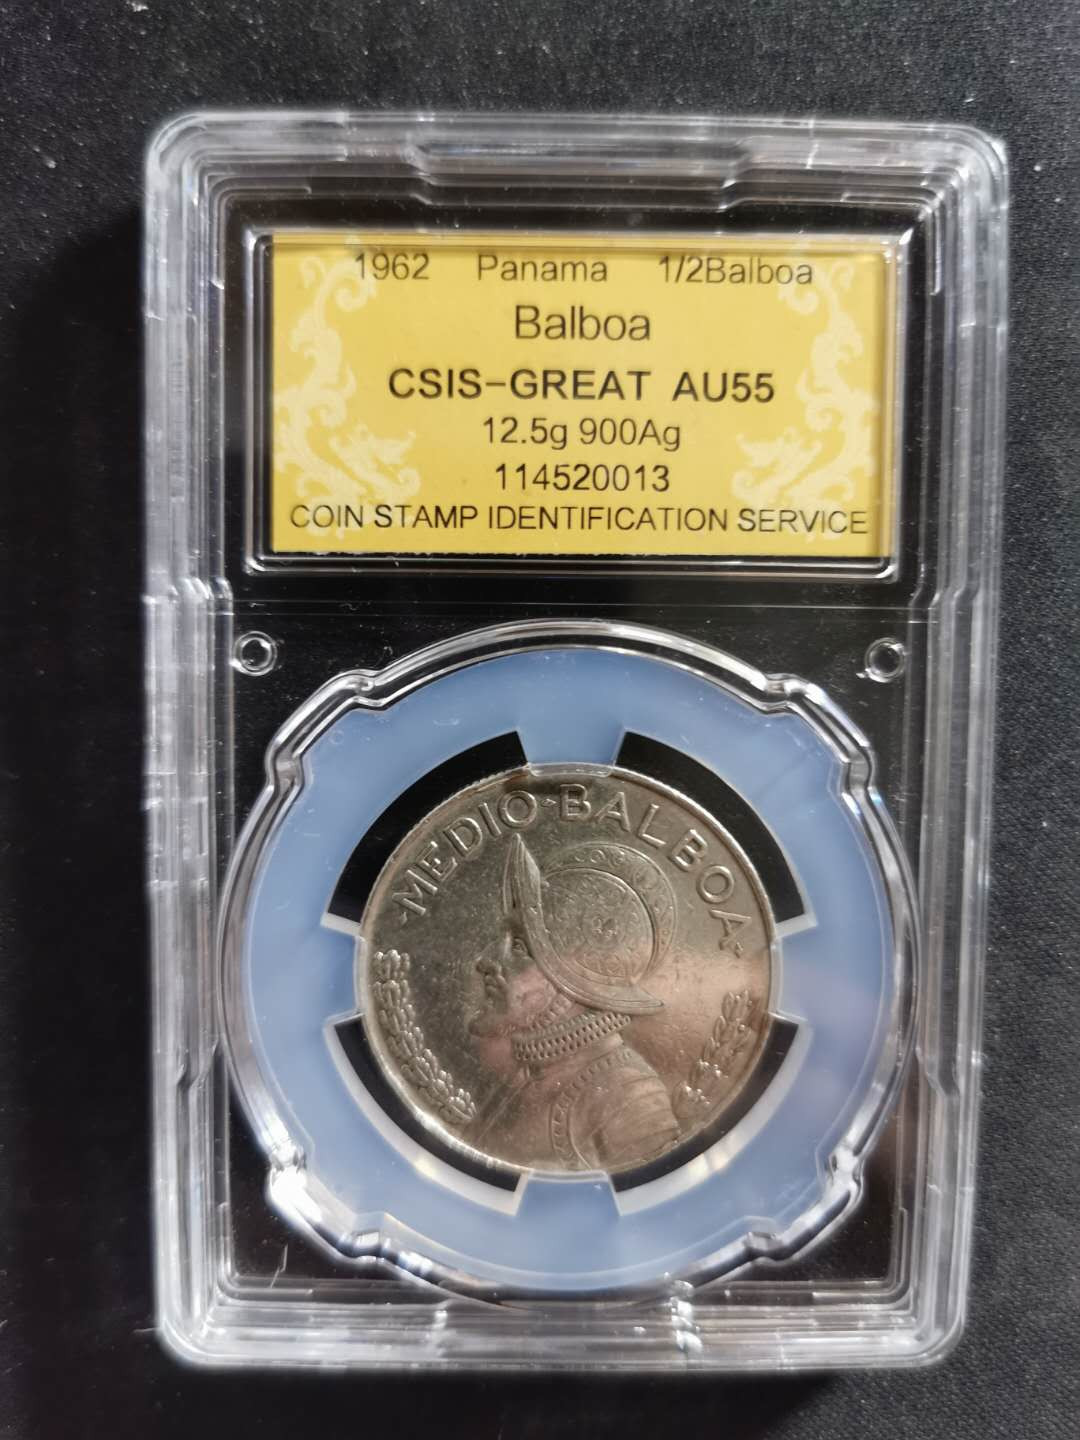 1962 Panama 1/2Balboa
Balboa
CSIS-GREAT AU55
12.5g 900Ag
114520013
COIN STAMP IDENTIFICATION SERVICE
MEDIO BALBOA